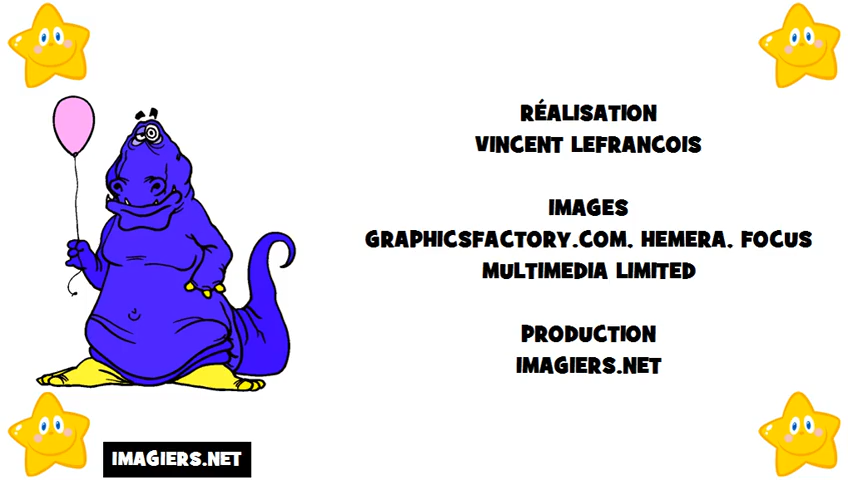 RÉALISATION
VINCENT LEFRANCOIS
IMAGES
GRAPHICSFACTORY.COM, HEMERA, FOCUS
MULTIMEDIA LIMITED
PRODUCTION
IMAGIERS.NET
IMAGIERS.NET